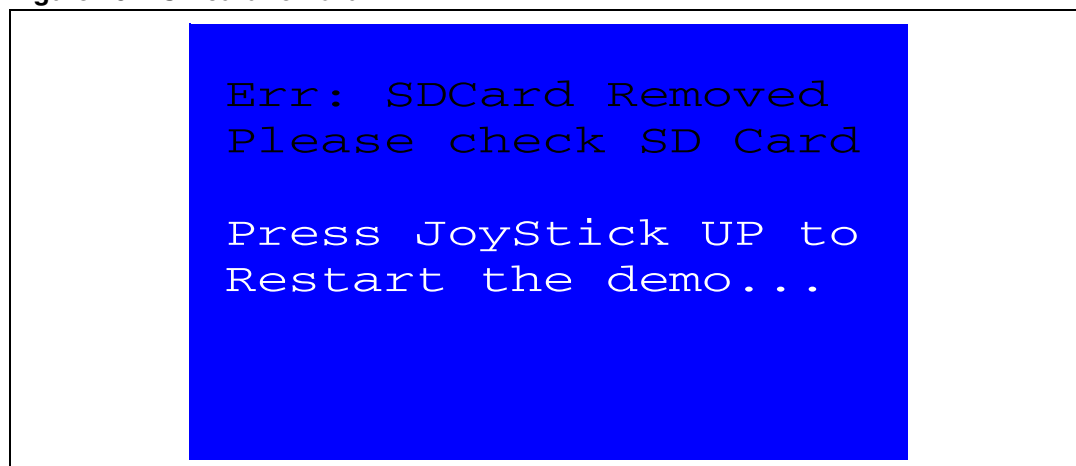 Err: SDCard Removed
Please check SD Card
Press JoyStick UP to
Restart the demo...